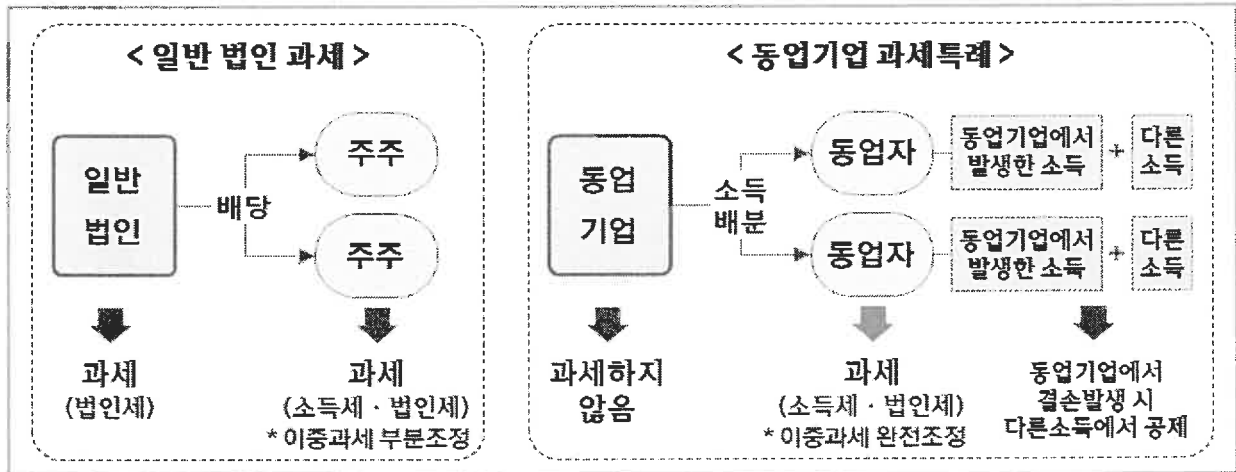 < 일반 법인 과세 >
일반
법인
배당
주주
주주
과세
(법인세)
과세
(소득세 · 법인세)
* 이중과세 부분조정
< 동업기업 과세특례 >
동업
기업
소득
배분
동업자
동업기업에서
발생한 소득
+
다른
소득
동업자
동업기업에서
발생한 소득
+
다른
소득
과세하지
않음
과세
(소득세 · 법인세)
* 이중과세 완전조정
동업기업에서
결손발생 시
다른소득에서 공제